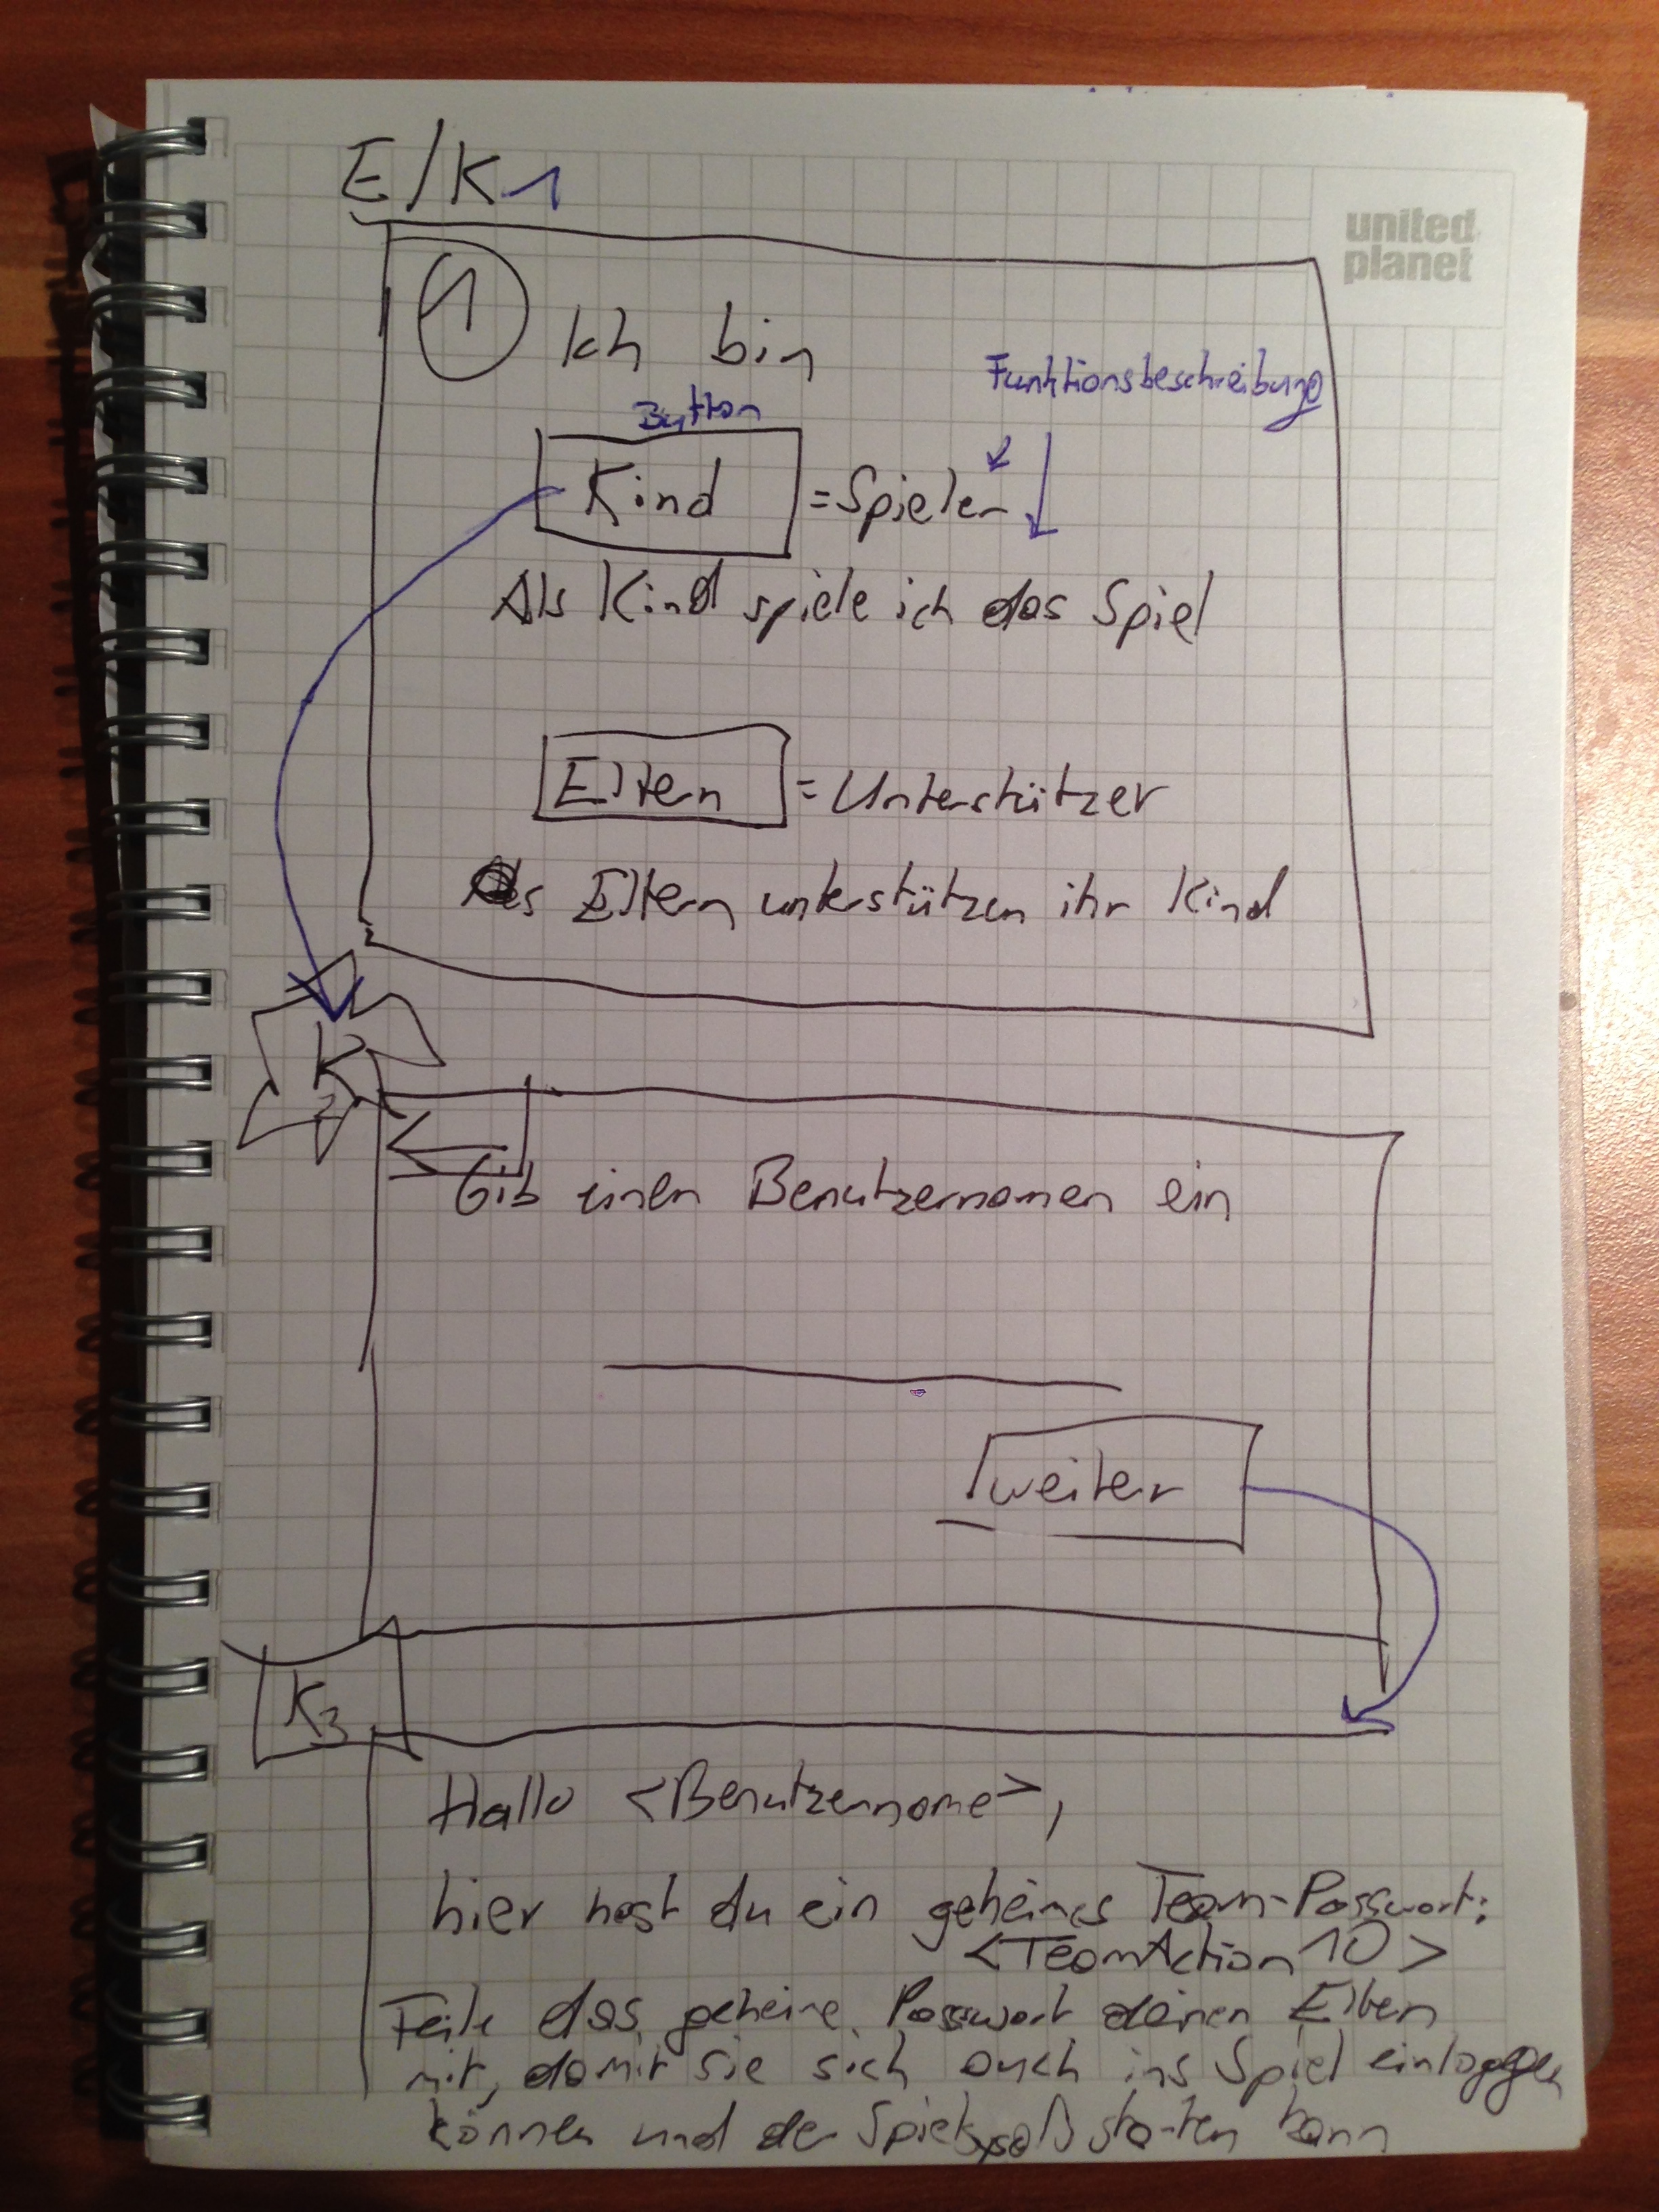 E/K1
united
planet
1
Ich bin
Funktionsbeschreibung
Button
Kind = Spieler
Als Kind spiele ich das Spiel
Eltern = Unterstützer
Als Eltern unterstützen ihr Kind
K2
Gib einen Benutzernamen ein
weiter
K3
Hallo <Benutzername>,
hier hast du ein geheimes Team-Passwort:
<TeamAction10>
Teile das geheime Passwort deinen Eltern
mit, damit sie sich auch ins Spiel einloggen
können und der Spielspaß starten kann